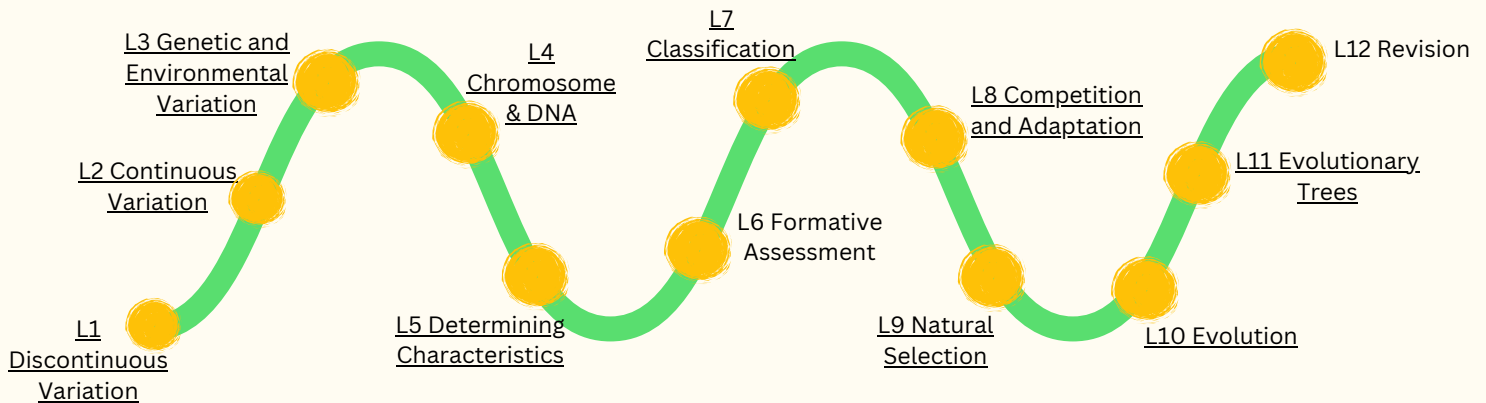 L1
Discontinuous
Variation
L2 Continuous
Variation
L3 Genetic and
Environmental
Variation
L4
Chromosome
& DNA
L5 Determining
Characteristics
L6 Formative
Assessment
L7
Classification
L8 Competition
and Adaptation
L9 Natural
Selection
L10 Evolution
L11 Evolutionary
Trees
L12 Revision